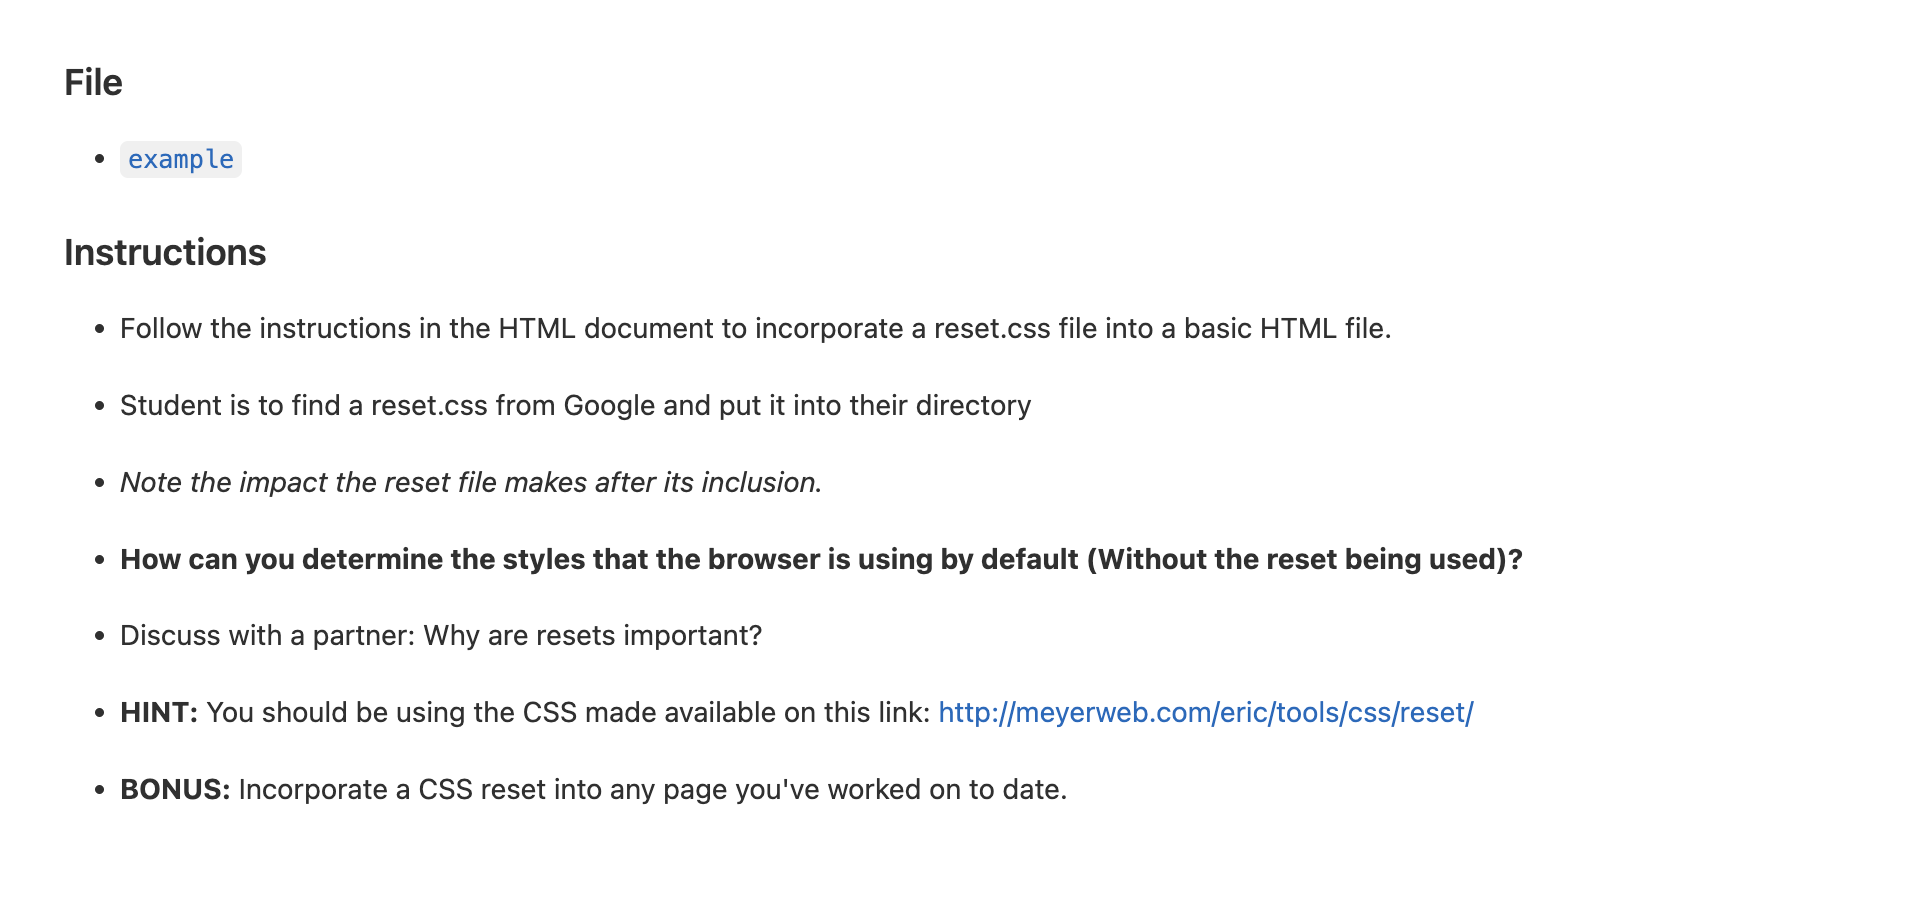 File
example
Instructions
Follow the instructions in the HTML document to incorporate a reset.css file into a basic HTML file.
Student is to find a reset.css from Google and put it into their directory
Note the impact the reset file makes after its inclusion.
How can you determine the styles that the browser is using by default (Without the reset being used)?
Discuss with a partner: Why are resets important?
HINT: You should be using the CSS made available on this link: http://meyerweb.com/eric/tools/css/reset/
BONUS: Incorporate a CSS reset into any page you've worked on to date.